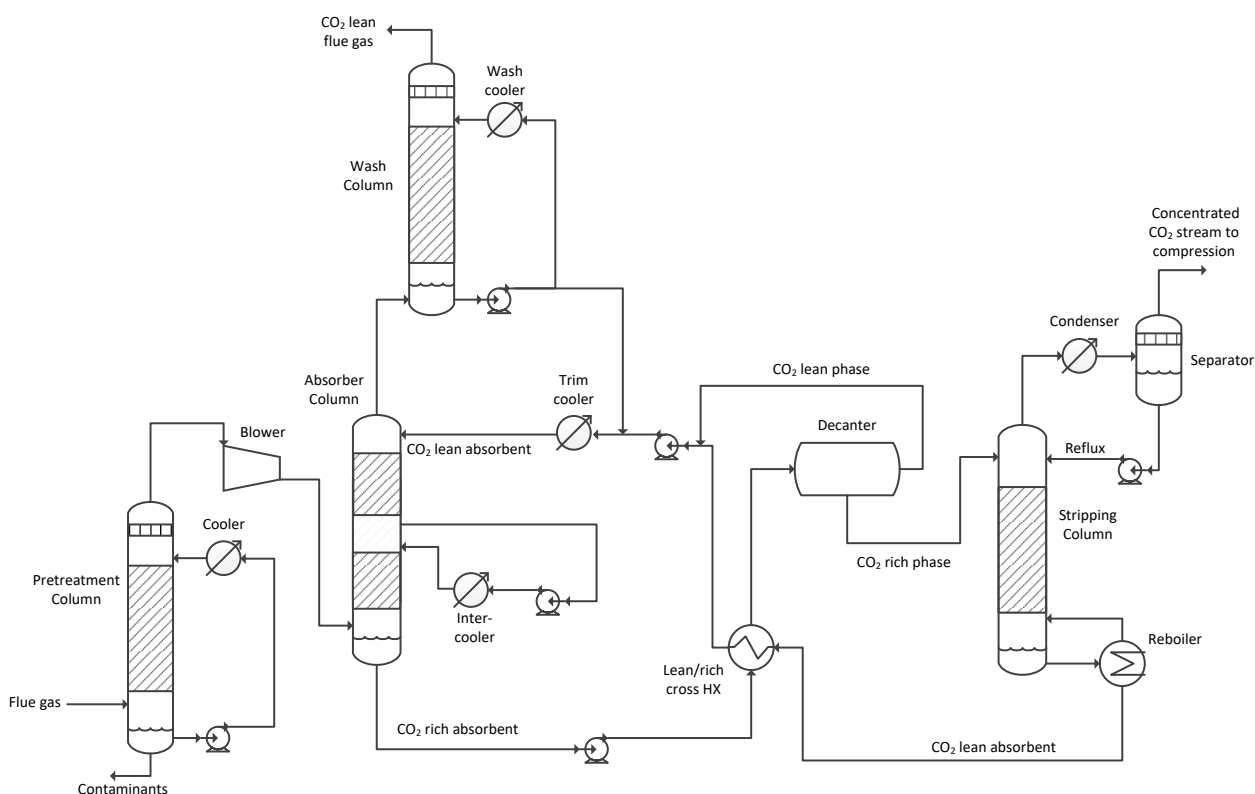 CO₂ lean
flue gas
Wash
cooler
Wash
Column
Concentrated
CO₂ stream to
compression
Condenser
Separator
Absorber
Column
Trim
cooler
CO₂ lean phase
Blower
Decanter
CO₂ lean absorbent
Reflux
Stripping
Column
Cooler
CO₂ rich phase
Pretreatment
Column
Inter-
cooler
Reboiler
Lean/rich
cross HX
Flue gas
CO₂ rich absorbent
CO₂ lean absorbent
Contaminants